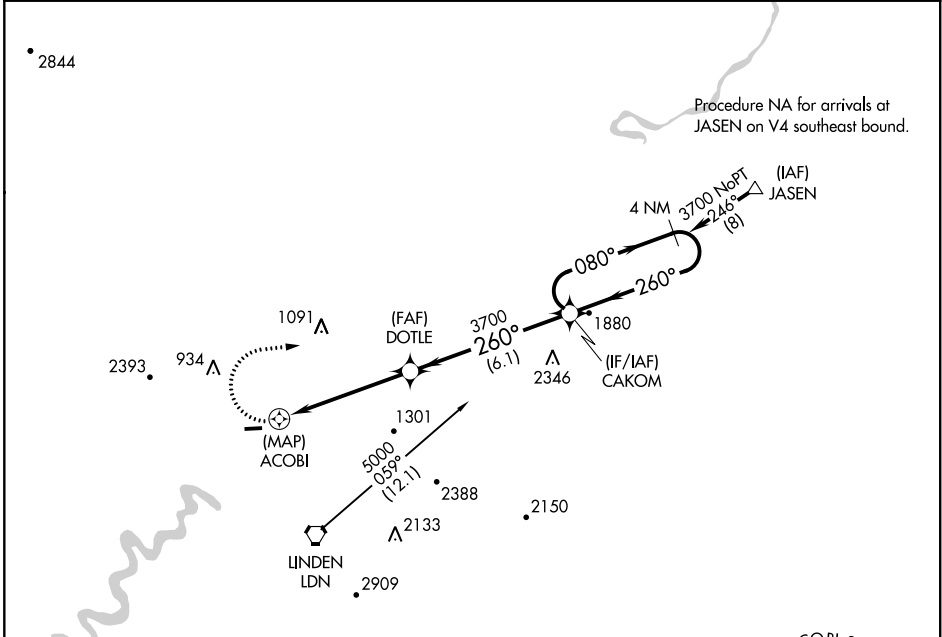 2844
Procedure NA for arrivals at
JASEN on V4 southeast bound.
(IAF)
JASEN
3700 NoPT
246°
(8)
4 NM
080°
260°
1880
(IF/IAF)
CAKOM
2346
3700
260°
(6.1)
(FAF)
DOTLE
1091
934
2393
(MAP)
ACOBI
1301
5000
059°
(12.1)
2388
2150
2133
LINDEN
LDN
2909